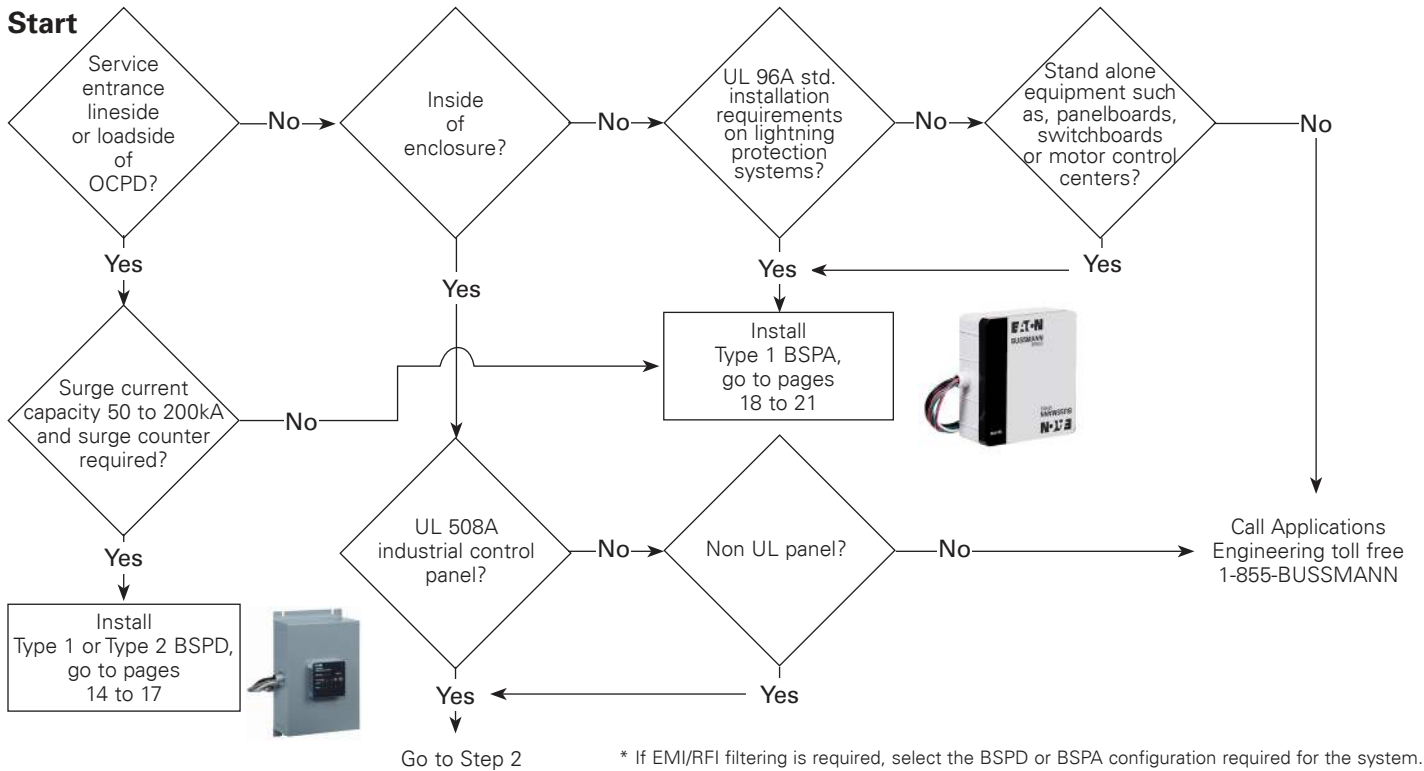 Start
Service
entrance
lineside
or loadside
of
OCPD?
No
Inside
of
enclosure?
No
UL 96A std.
installation
requirements
on lightning
protection
systems?
No
Stand alone
equipment such
as, panelboards,
switchboards
or motor control
centers?
No
Yes
Yes
Yes
Yes
Surge current
capacity 50 to 200kA
and surge counter
required?
No
Install
Type 1 BSPA,
go to pages
18 to 21
EATON
BUSSMANN
SERIES
EATON
BUSSMANN
SERIES
Yes
UL 508A
industrial control
panel?
No
Non UL panel?
No
Call Applications
Engineering toll free
1-855-BUSSMANN
Install
Type 1 or Type 2 BSPD,
go to pages
14 to 17
Yes
Yes
Go to Step 2
* If EMI/RFI filtering is required, select the BSPD or BSPA configuration required for the system.